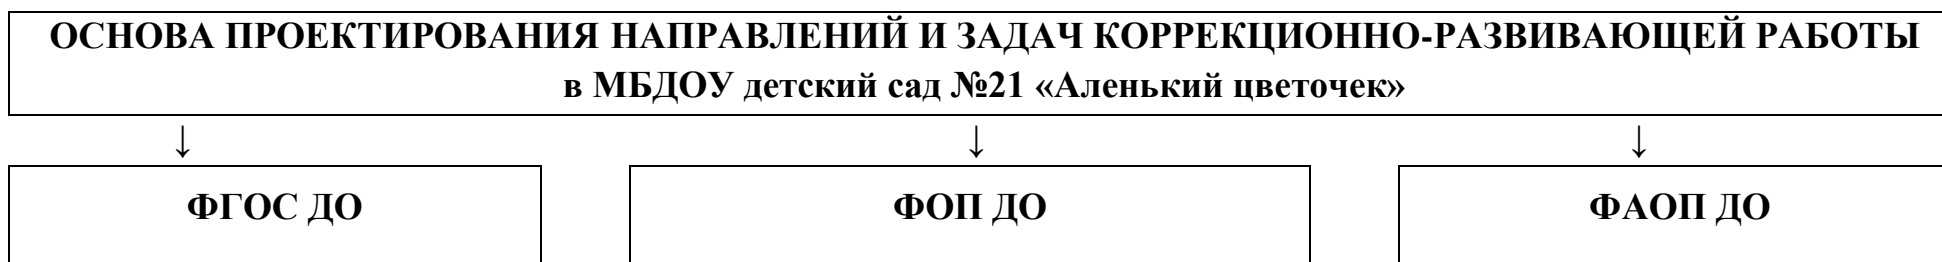 ОСНОВА ПРОЕКТИРОВАНИЯ НАПРАВЛЕНИЙ И ЗАДАЧ КОРРЕКЦИОННО-РАЗВИВАЮЩЕЙ РАБОТЫ
в МБДОУ детский сад №21 «Аленький цветочек»
↓ ↓ ↓
ФГОС ДО ФОП ДО ФАОП ДО